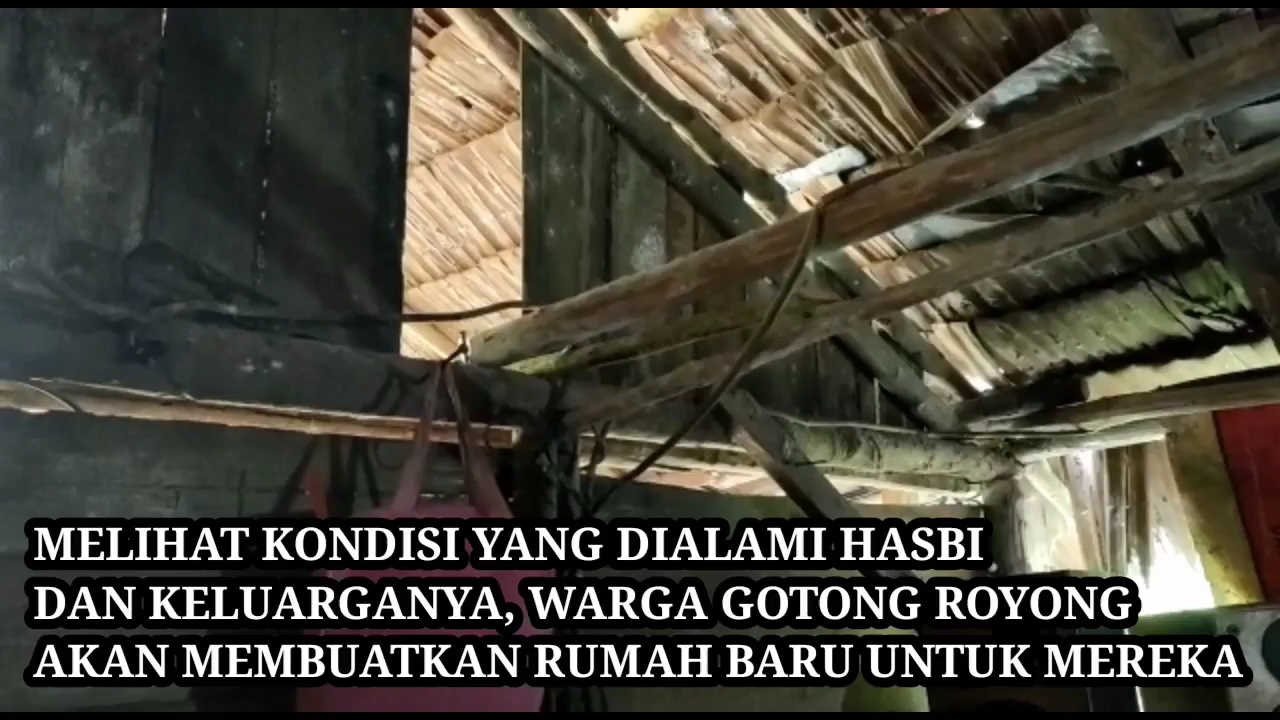 MELIHAT KONDISI YANG DIALAMI HASBI
DAN KELUARGANYA, WARGA GOTONG ROYONG
AKAN MEMBUATKAN RUMAH BARU UNTUK MEREKA